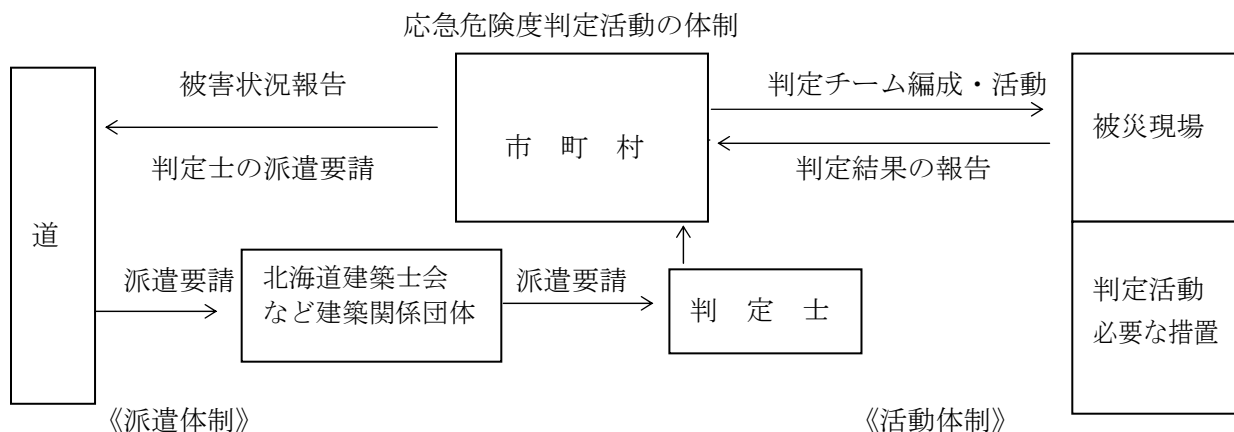 応急危険度判定活動の体制
被害状況報告
判定士の派遣要請
道
市　町　村
判定チーム編成・活動
判定結果の報告
被災現場
派遣要請
北海道建築士会
など建築関係団体
派遣要請
判　定　士
判定活動
必要な措置
《派遣体制》
《活動体制》